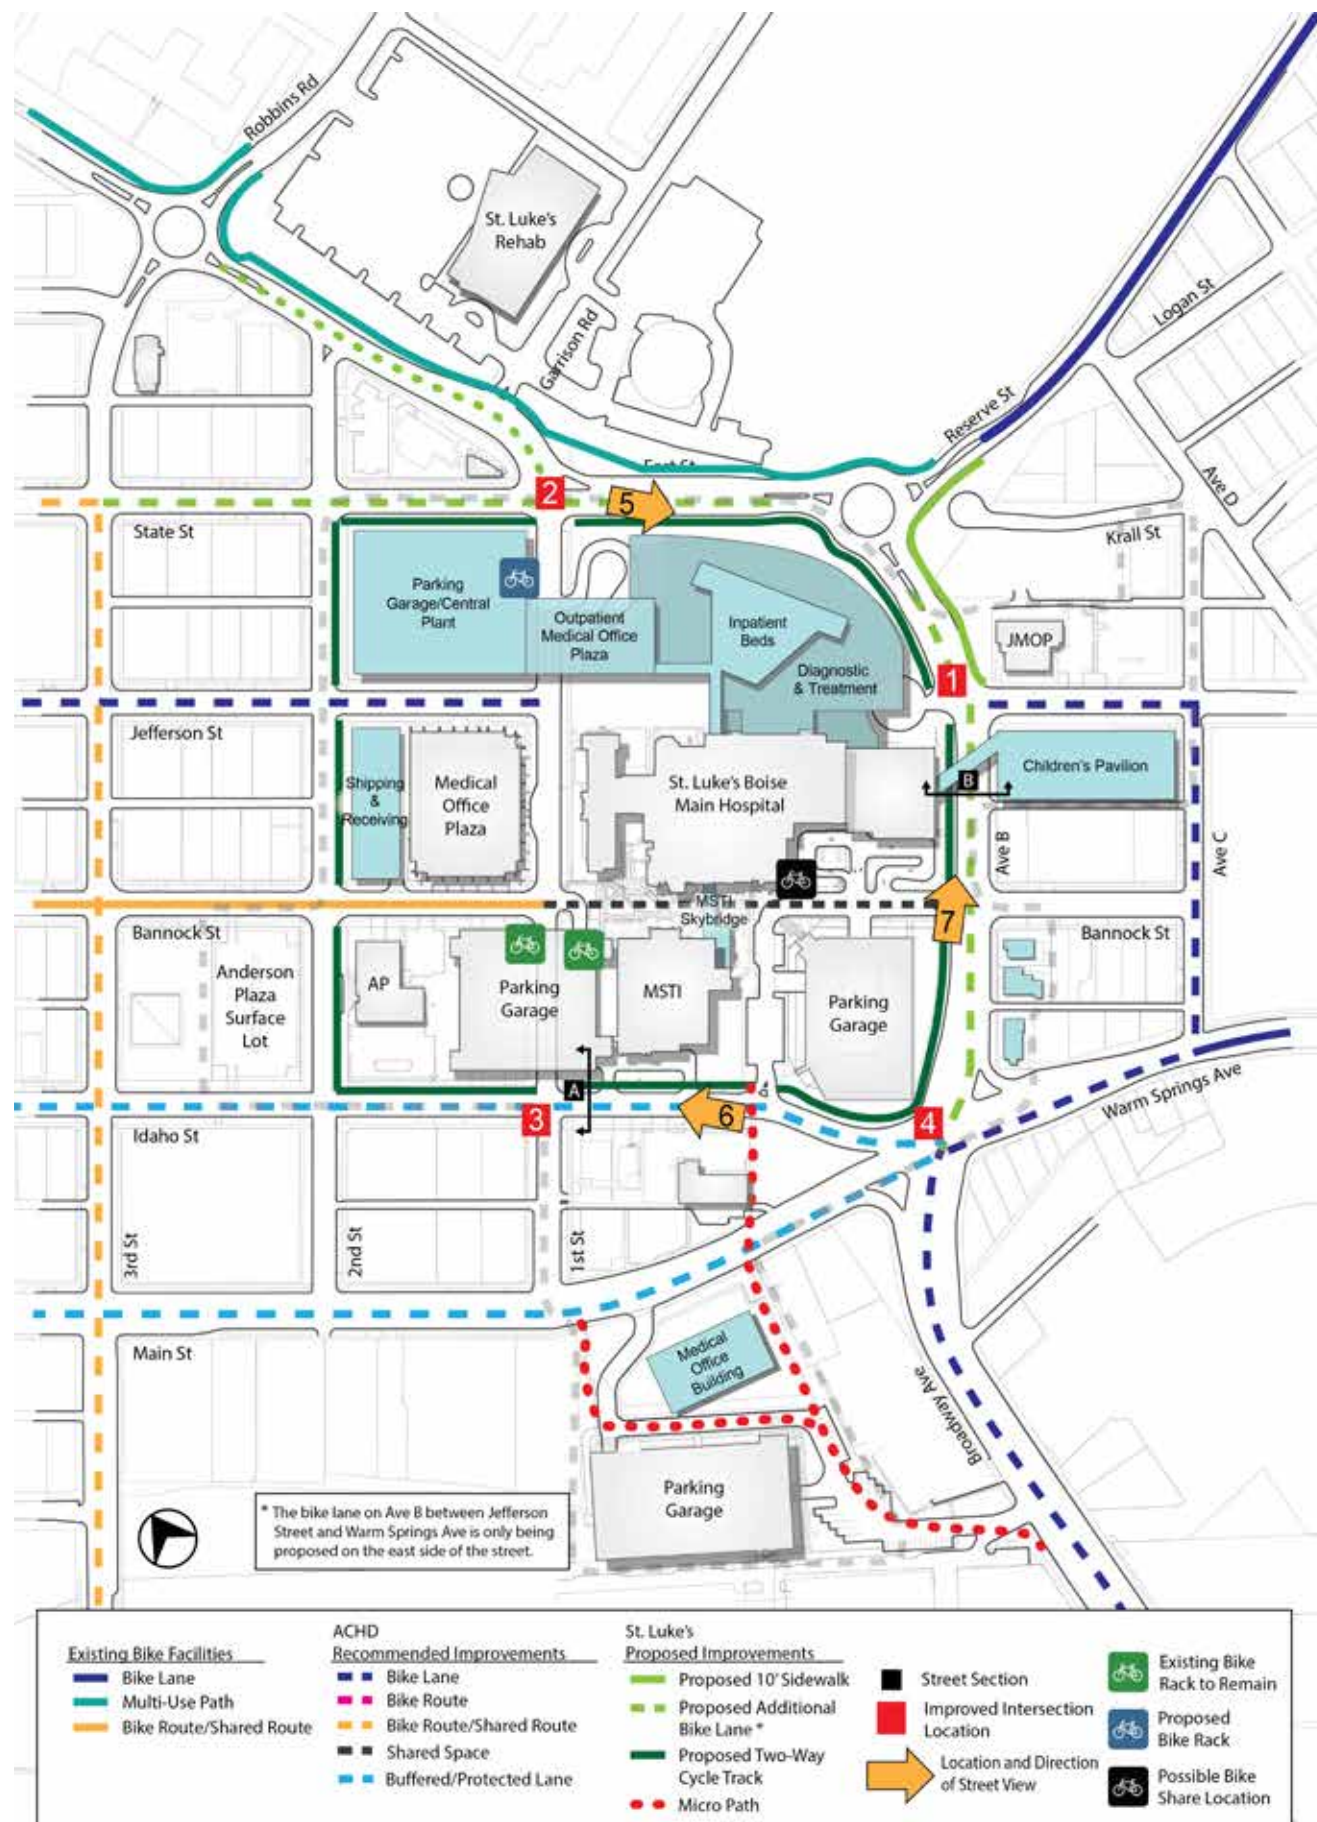 Robbins Rd
St. Luke's
Rehab
Garrison Rd
Logan St
Reserve St
Ave D
Fort St
2
5
State St
Krall St
Parking
Garage/Central
Plant
Outpatient
Medical Office
Plaza
Inpatient
Beds
Diagnostic
& Treatment
JMOP
1
Jefferson St
Shipping
&
Receiving
Medical
Office
Plaza
St. Luke's Boise
Main Hospital
B
Children's Pavilion
Ave B
Ave C
MSTI
Skybridge
7
Bannock St
Bannock St
Anderson
Plaza
Surface
Lot
AP
Parking
Garage
MSTI
Parking
Garage
A
3
6
4
Warm Springs Ave
Idaho St
3rd St
2nd St
1st St
Main St
Medical
Office
Building
Broadway Ave
Parking
Garage
* The bike lane on Ave B between Jefferson
Street and Warm Springs Ave is only being
proposed on the east side of the street.
Existing Bike Facilities
Bike Lane
Multi-Use Path
Bike Route/Shared Route
ACHD
Recommended Improvements
Bike Lane
Bike Route
Bike Route/Shared Route
Shared Space
Buffered/Protected Lane
St. Luke's
Proposed Improvements
Proposed 10' Sidewalk
Proposed Additional
Bike Lane *
Proposed Two-Way
Cycle Track
Micro Path
Street Section
Improved Intersection
Location
Location and Direction
of Street View
Existing Bike
Rack to Remain
Proposed
Bike Rack
Possible Bike
Share Location